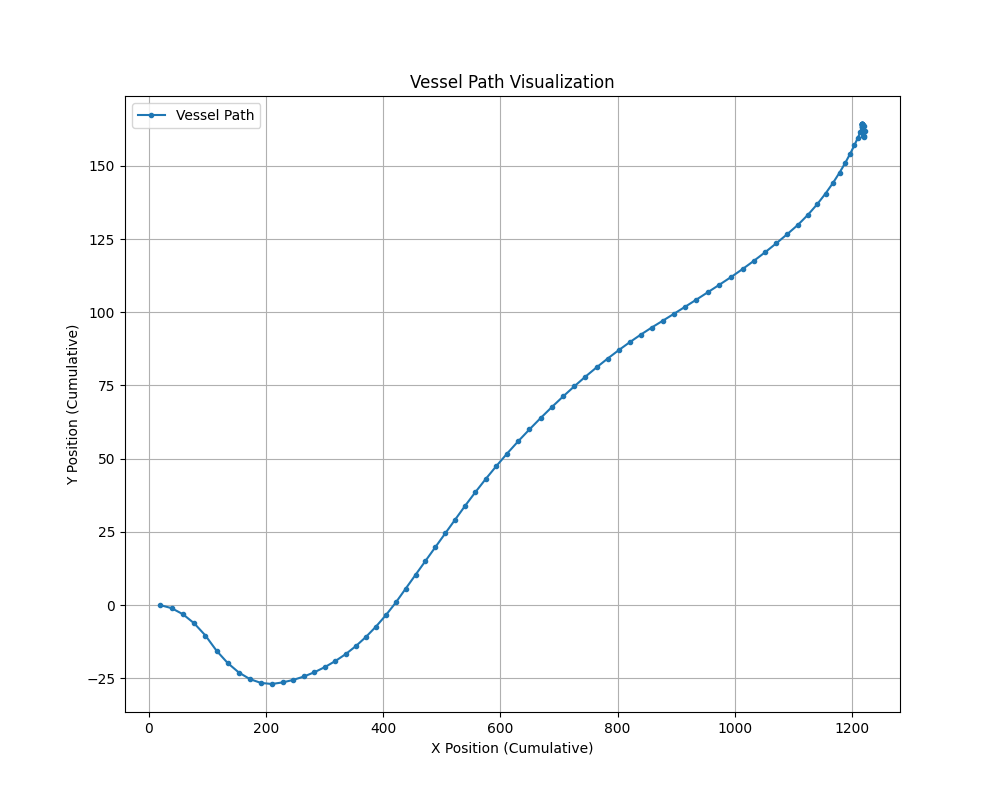 Vessel Path Visualization
Vessel Path
150
125
100
75
50
25
0
−25
Y Position (Cumulative)
0 200 400 600 800 1000 1200
X Position (Cumulative)